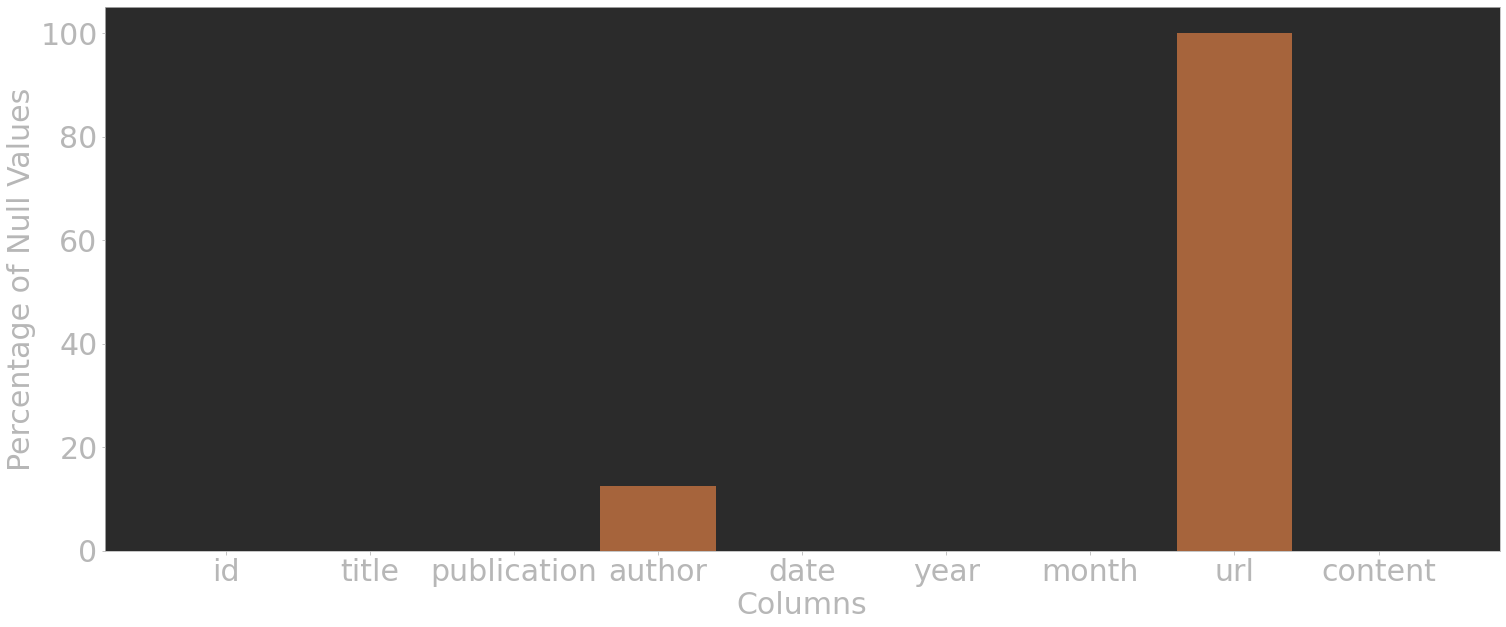 Percentage of Null Values
100
80
60
40
20
0
id title publication author date year month url content
Columns